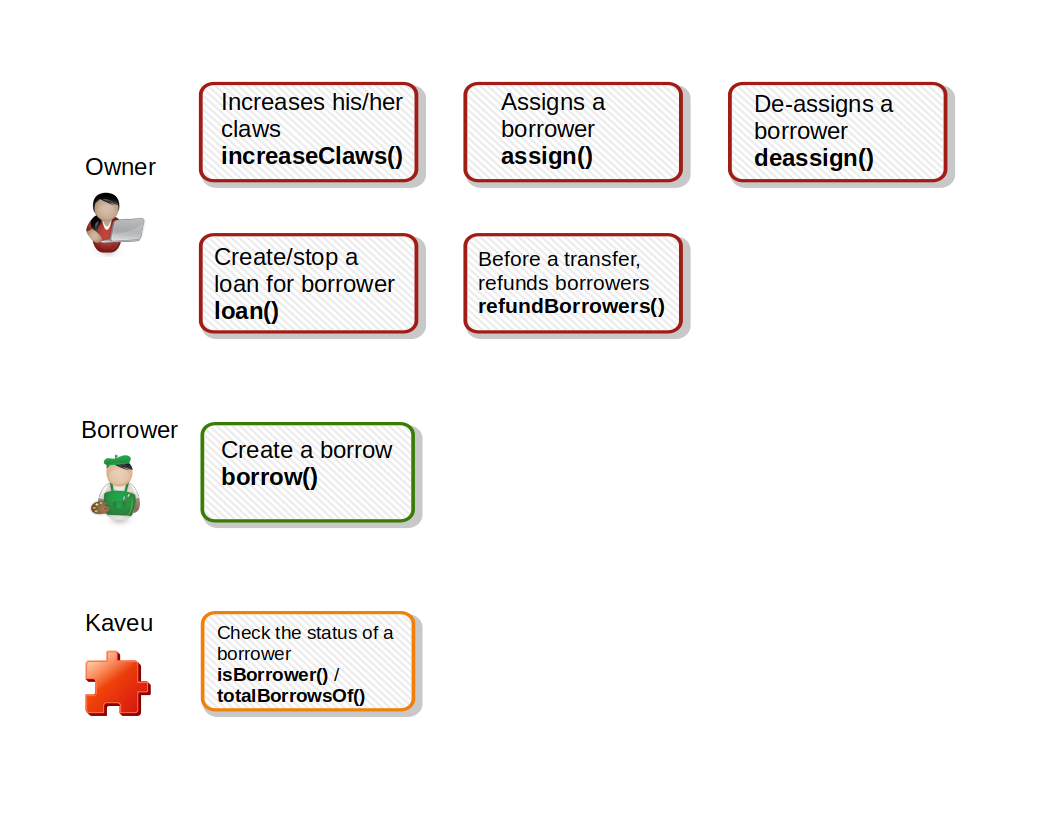 Owner
Increases his/her
claws
increaseClaws()
Assigns a
borrower
assign()
De-assigns a
borrower
deassign()
Create/stop a
loan for borrower
loan()
Before a transfer,
refunds borrowers
refundBorrowers()
Borrower
Create a borrow
borrow()
Kaveu
Check the status of a
borrower
isBorrower() /
totalBorrowsOf()